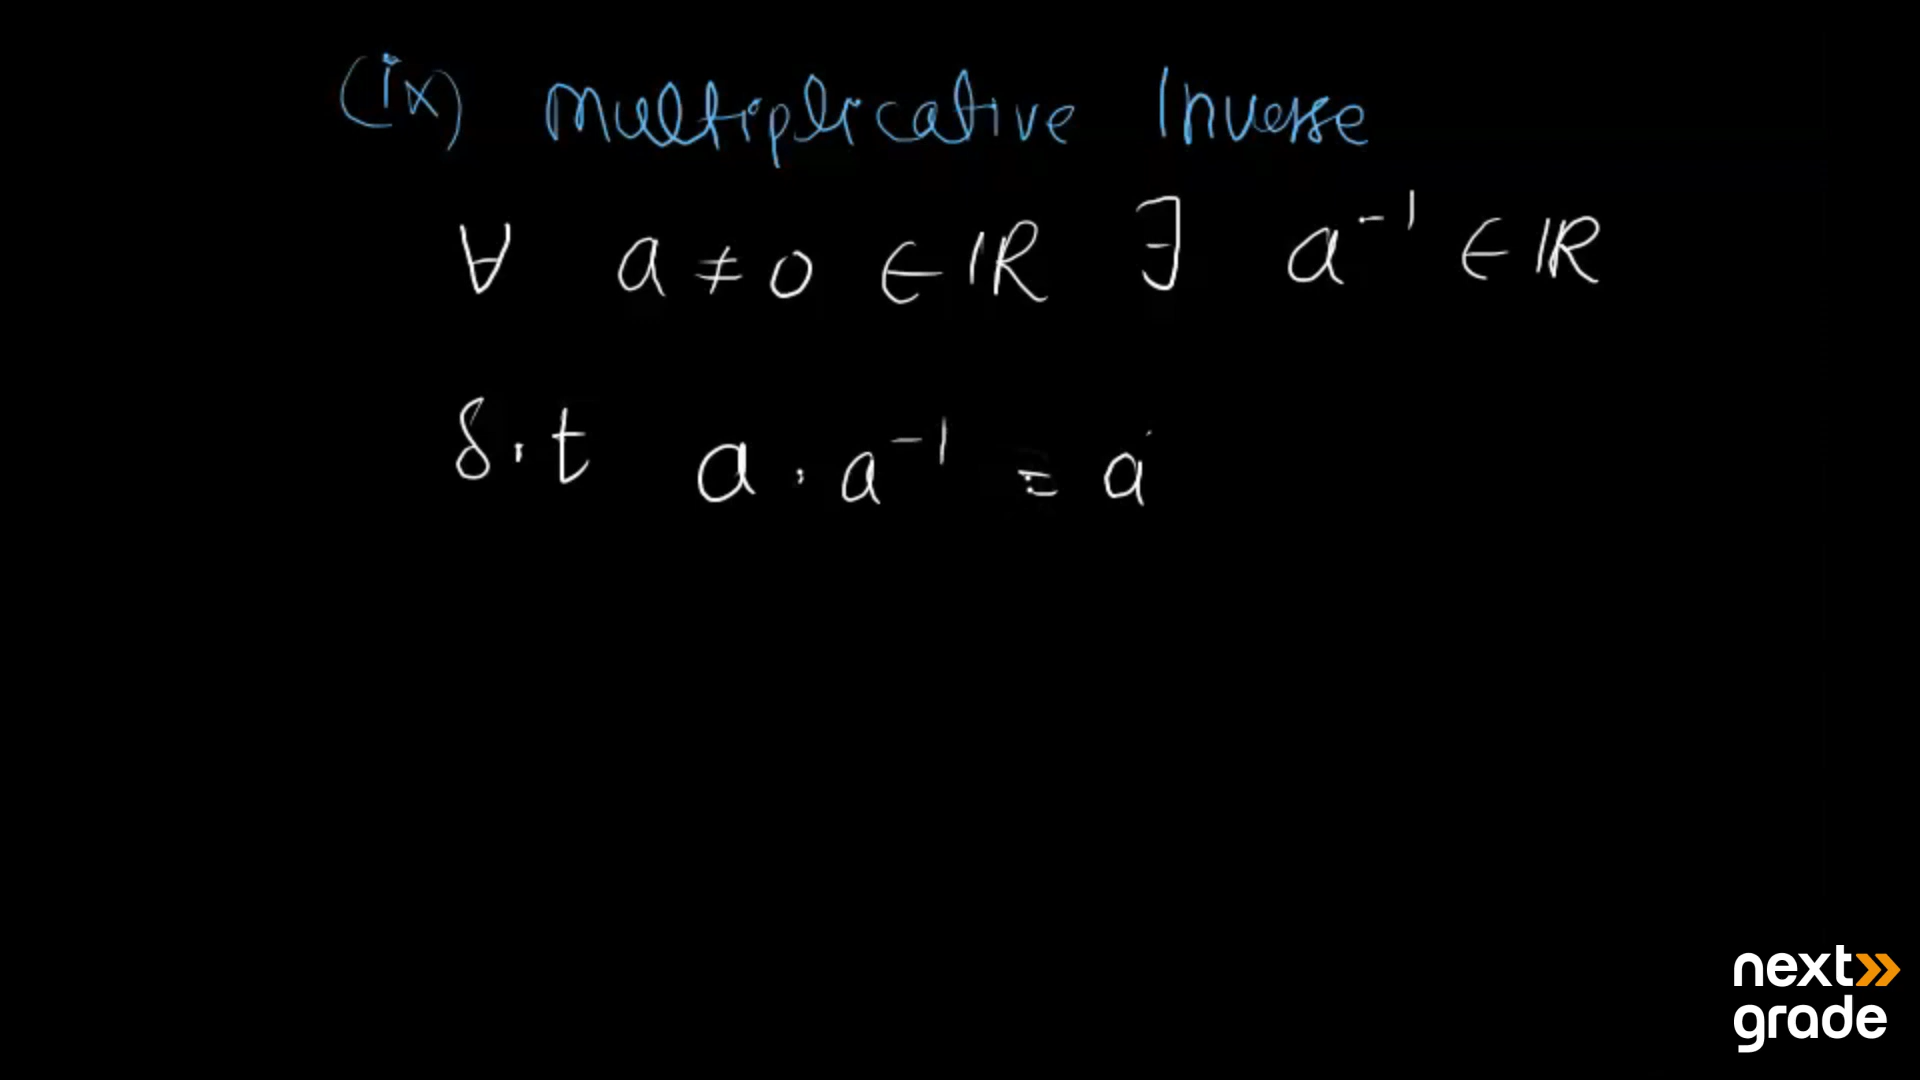 (ix) Multiplicative Inverse
∀ a ≠ 0 ∈ ℝ ∃ a⁻¹ ∈ ℝ
s.t a . a⁻¹ = a
next
grade